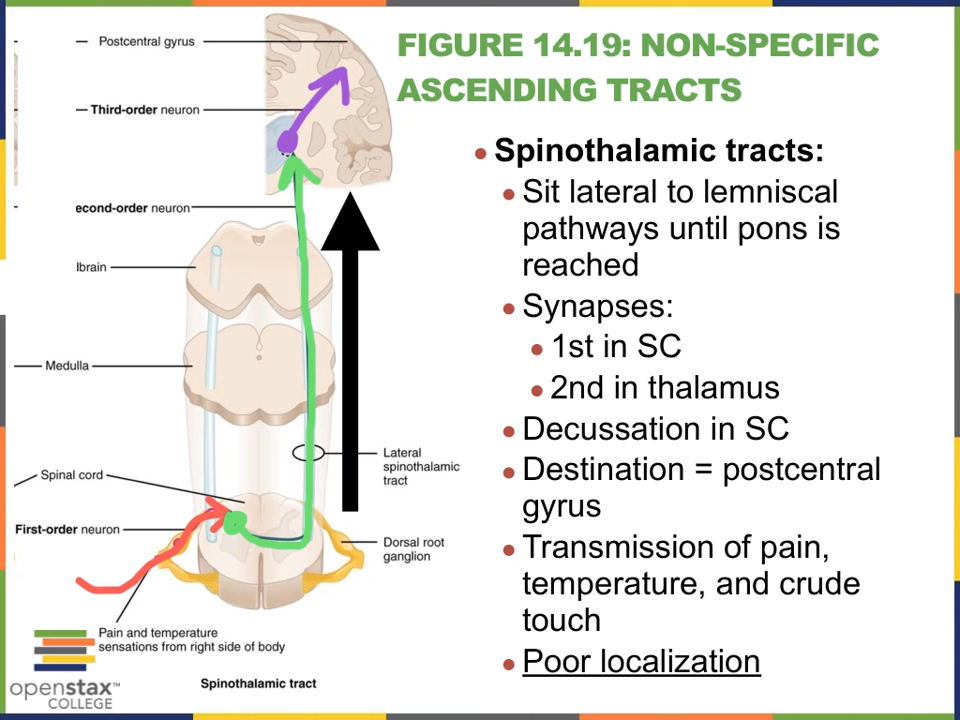 FIGURE 14.19: NON-SPECIFIC
ASCENDING TRACTS
Postcentral gyrus
Third-order neuron
econd-order neuron
lbrain
Medulla
Lateral
spinothalamic
tract
Spinal cord
First-order neuron
Dorsal root
ganglion
Pain and temperature
sensations from right side of body
Spinothalamic tract
openstax™
COLLEGE
• Spinothalamic tracts:
• Sit lateral to lemniscal
pathways until pons is
reached
• Synapses:
• 1st in SC
• 2nd in thalamus
• Decussation in SC
• Destination = postcentral
gyrus
• Transmission of pain,
temperature, and crude
touch
• Poor localization